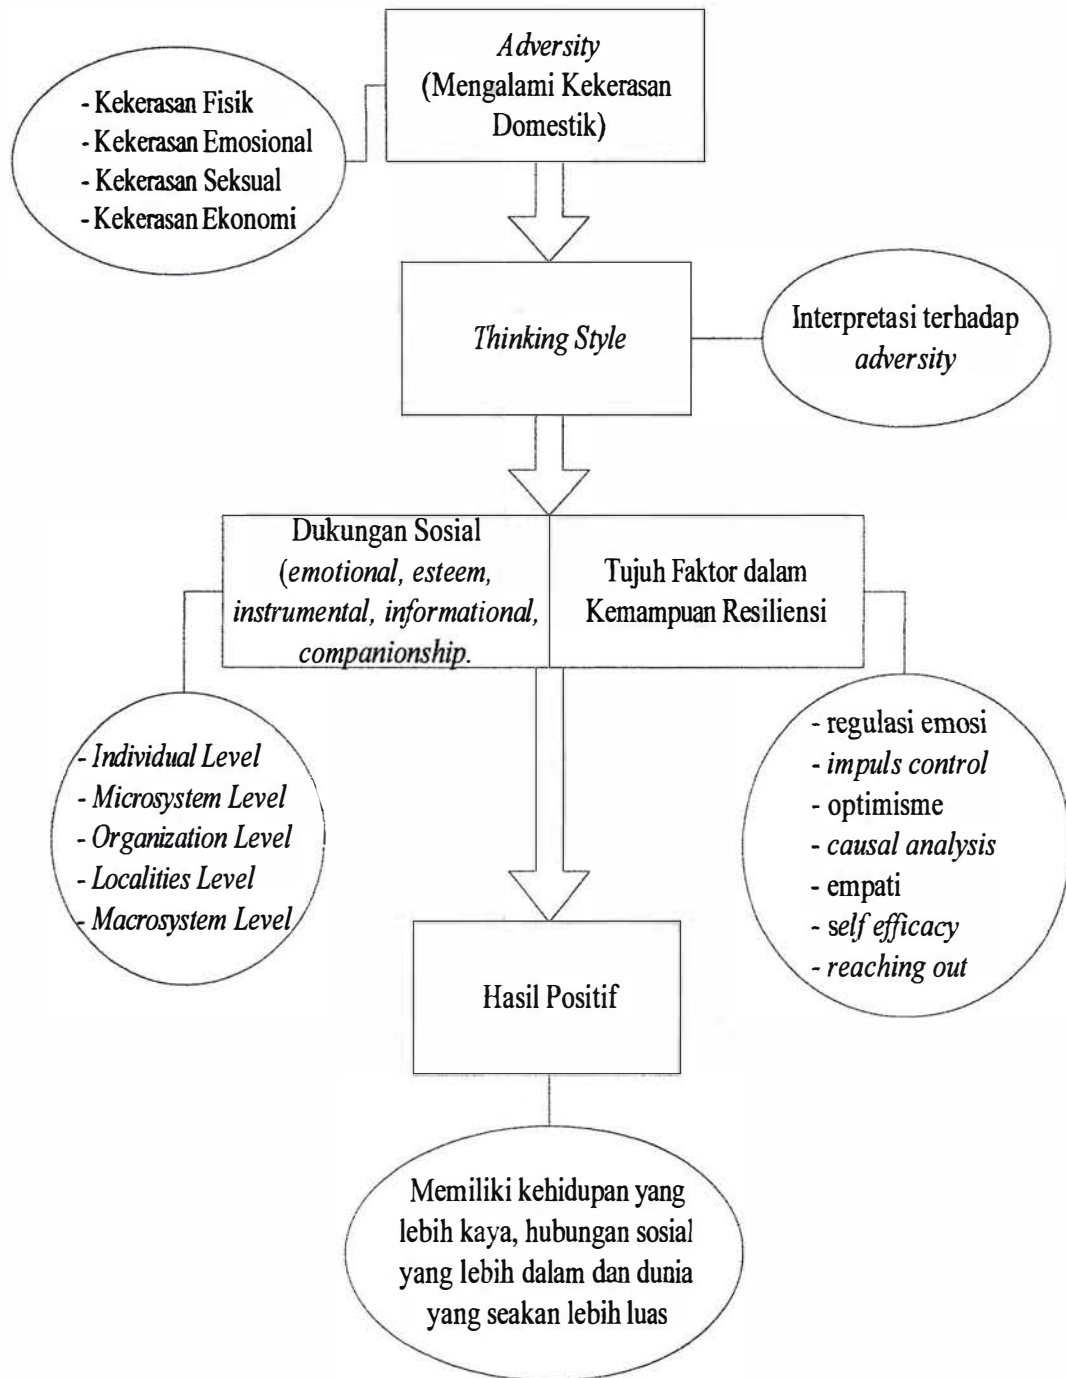 Adversity
(Mengalami Kekerasan
Domestik)
- Kekerasan Fisik
- Kekerasan Emosional
- Kekerasan Seksual
- Kekerasan Ekonomi
Thinking Style
Interpretasi terhadap
adversity
Dukungan Sosial
(emotional, esteem,
instrumental, informational,
companionship.
Tujuh Faktor dalam
Kemampuan Resiliensi
- Individual Level
- Microsystem Level
- Organization Level
- Localities Level
- Macrosystem Level
- regulasi emosi
- impuls control
- optimisme
- causal analysis
- empati
- self efficacy
- reaching out
Hasil Positif
Memiliki kehidupan yang
lebih kaya, hubungan sosial
yang lebih dalam dan dunia
yang seakan lebih luas